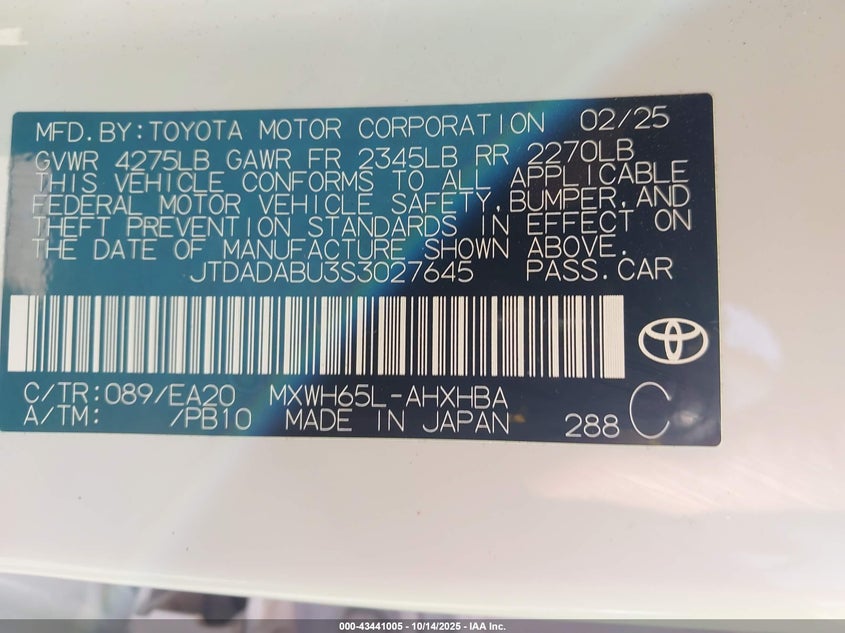 MFD. BY: TOYOTA MOTOR CORPORATION 02/25
GVWR 4275LB GAWR FR 2345LB RR 2270LB
THIS VEHICLE CONFORMS TO ALL APPLICABLE
FEDERAL MOTOR VEHICLE SAFETY, BUMPER, AND
THEFT PREVENTION STANDARDS IN EFFECT ON
THE DATE OF MANUFACTURE SHOWN ABOVE.
JTDADABU3S3027645 PASS. CAR
C/TR: 089/EA20 MXWH65L-AHXHBA
A/TM: /PB10 MADE IN JAPAN 288 C
000-43441005 - 10/14/2025 - IAA Inc.